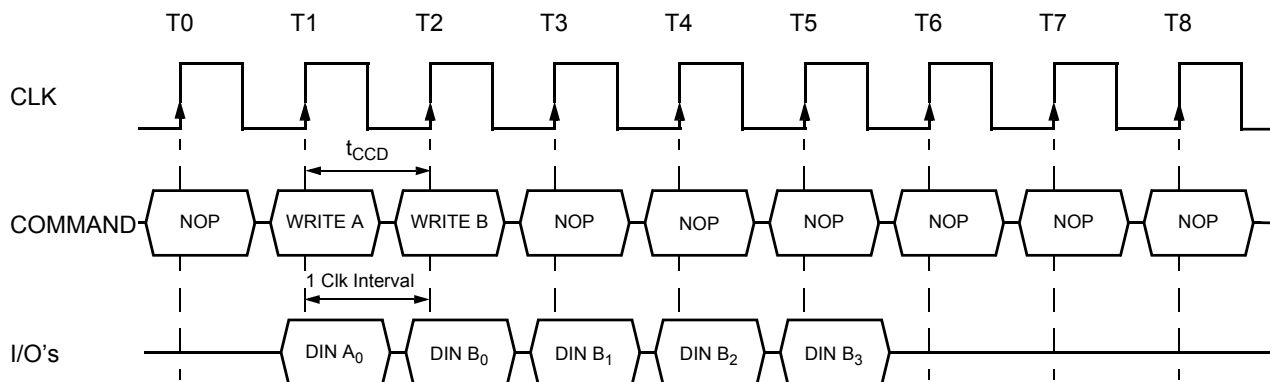 T0 T1 T2 T3 T4 T5 T6 T7 T8
CLK
tCCD
COMMAND NOP WRITE A WRITE B NOP NOP NOP NOP NOP NOP
1 Clk Interval
I/O's DIN A0 DIN B0 DIN B1 DIN B2 DIN B3